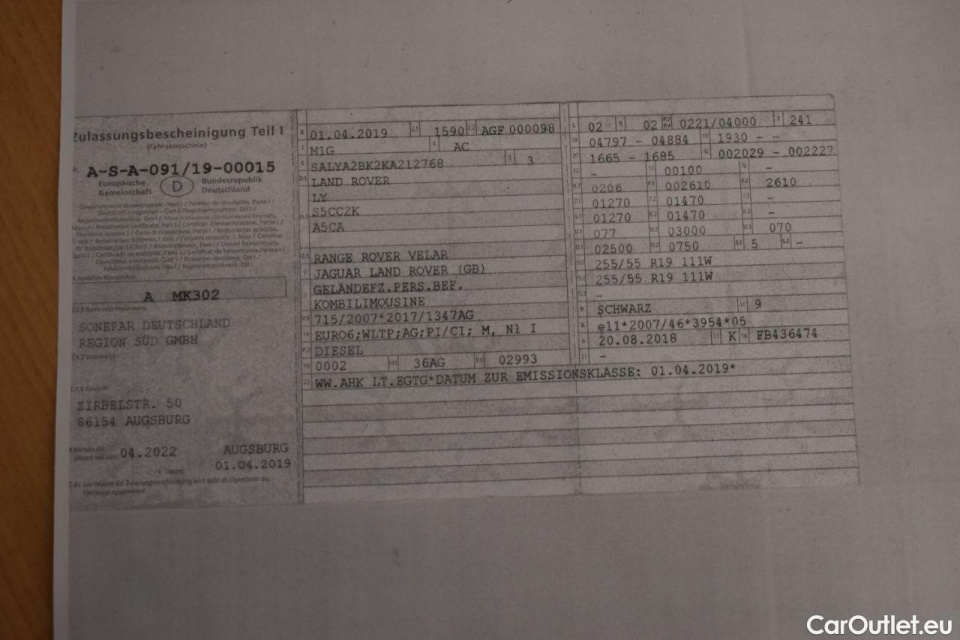 Zulassungsbescheinigung Teil I
(Fahrzeugschein)
A-S-A-091/19-00015
Europäische Gemeinschaft
D
Bundesrepublik Deutschland
A MK302
SONEPAR DEUTSCHLAND
REGION SÜD GMBH
ZIRBELSTR. 50
86154 AUGSBURG
04.2022
AUGSBURG
01.04.2019
01.04.2019 1590 AGF 000098
M1G AC
SALYA2BK2KA212768 3
LAND ROVER
LY
S5CC2K
A5CA
RANGE ROVER VELAR
JAGUAR LAND ROVER (GB)
GELÄNDEFZ.PERS.BEF.
KOMBILIMOUSINE
715/2007*2017/1347AG
EURO6;WLTP;AG;PI/CI; M, N1 I
DIESEL
0002 36AG 02993
WW.AHK LT.EGTG*DATUM ZUR EMISSIONSKLASSE: 01.04.2019*
02 02 0221/04000 241
04797 - 04884 1930 - -
1665 - 1685 002029 -002227
- 00100 -
0206 002610 2610
01270 01470 -
01270 01470 -
077 03000 070
02500 0750 5 -
255/55 R19 111W
255/55 R19 111W
-
SCHWARZ 9
e11*2007/46*3954*05
20.08.2018 K FB436474
-
CarOutlet.eu